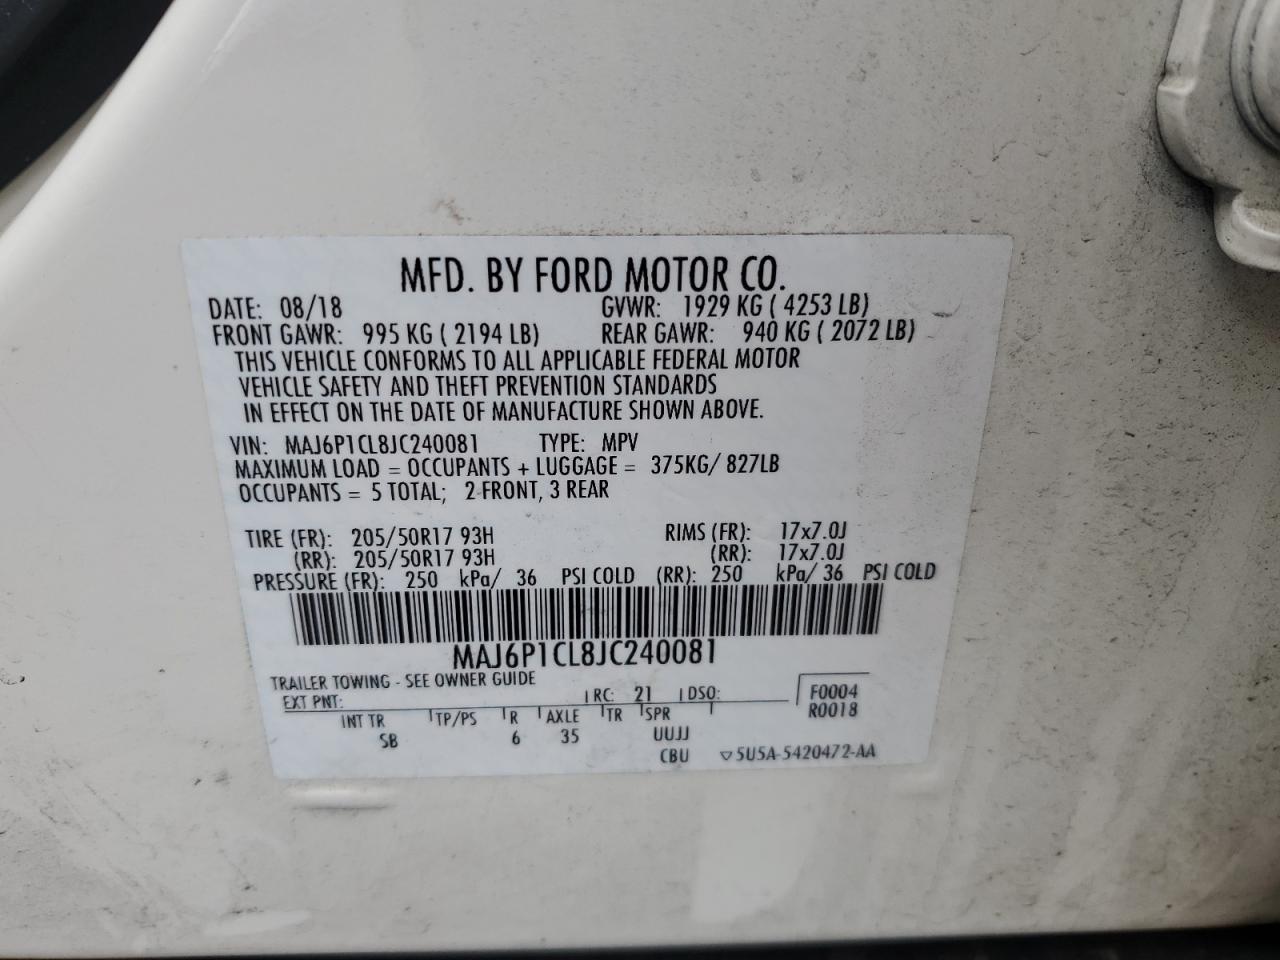 MFD. BY FORD MOTOR CO.
DATE: 08/18 GVWR: 1929 KG ( 4253 LB)
FRONT GAWR: 995 KG ( 2194 LB) REAR GAWR: 940 KG ( 2072 LB)
THIS VEHICLE CONFORMS TO ALL APPLICABLE FEDERAL MOTOR
VEHICLE SAFETY AND THEFT PREVENTION STANDARDS
IN EFFECT ON THE DATE OF MANUFACTURE SHOWN ABOVE.
VIN: MAJ6P1CL8JC240081 TYPE: MPV
MAXIMUM LOAD = OCCUPANTS + LUGGAGE = 375KG/ 827LB
OCCUPANTS = 5 TOTAL; 2 FRONT, 3 REAR
TIRE (FR): 205/50R17 93H RIMS (FR): 17x7.0J
(RR): 205/50R17 93H (RR): 17x7.0J
PRESSURE (FR): 250 kPa/ 36 PSI COLD (RR): 250 kPa/ 36 PSI COLD
MAJ6P1CL8JC240081
TRAILER TOWING - SEE OWNER GUIDE
EXT PNT: RC: 21 DSO: F0004
INT TR TP/PS R AXLE TR SPR R0018
SB 6 35 UUJJ
CBU ▽5U5A-5420472-AA